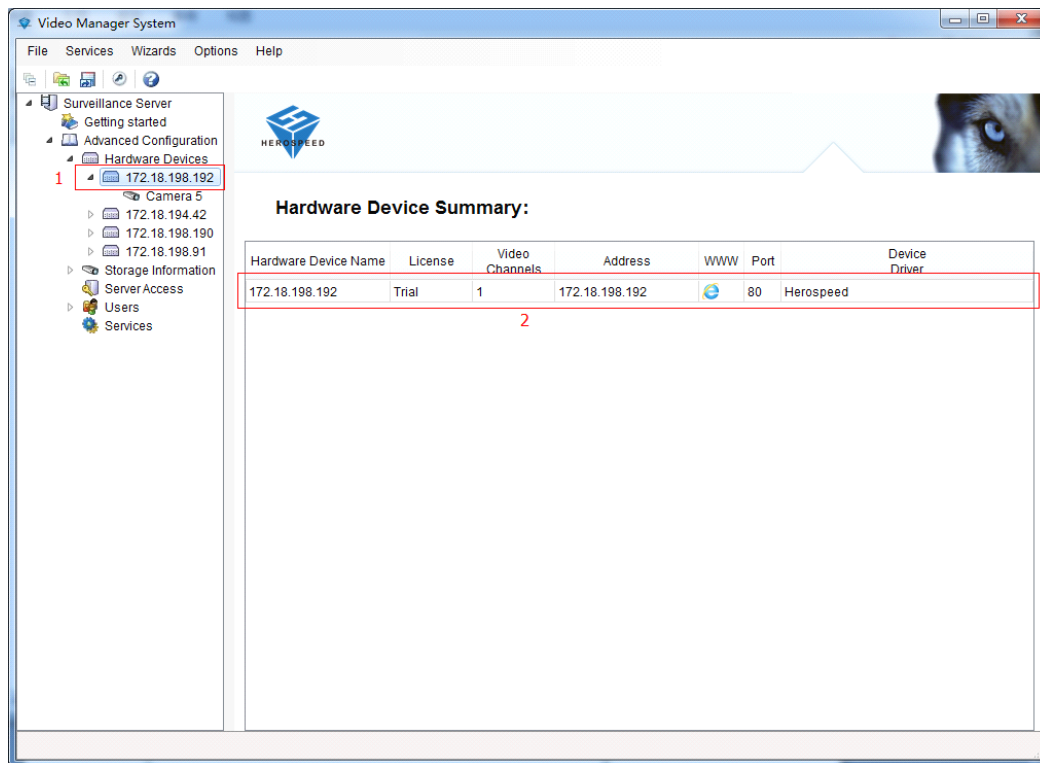 Video Manager System
File Services Wizards Options Help
Surveillance Server
Getting started
Advanced Configuration
Hardware Devices
1 172.18.198.192
Camera 5
172.18.194.42
172.18.198.190
172.18.198.91
Storage Information
Server Access
Users
Services
HEROSPEED
Hardware Device Summary:
Hardware Device Name License Video Channels Address WWW Port Device Driver
172.18.198.192 Trial 1 172.18.198.192 80 Herospeed
2